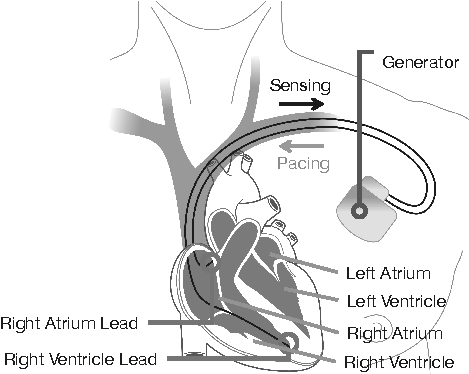 Generator
Sensing
Pacing
Left Atrium
Left Ventricle
Right Atrium Lead
Right Atrium
Right Ventricle Lead
Right Ventricle